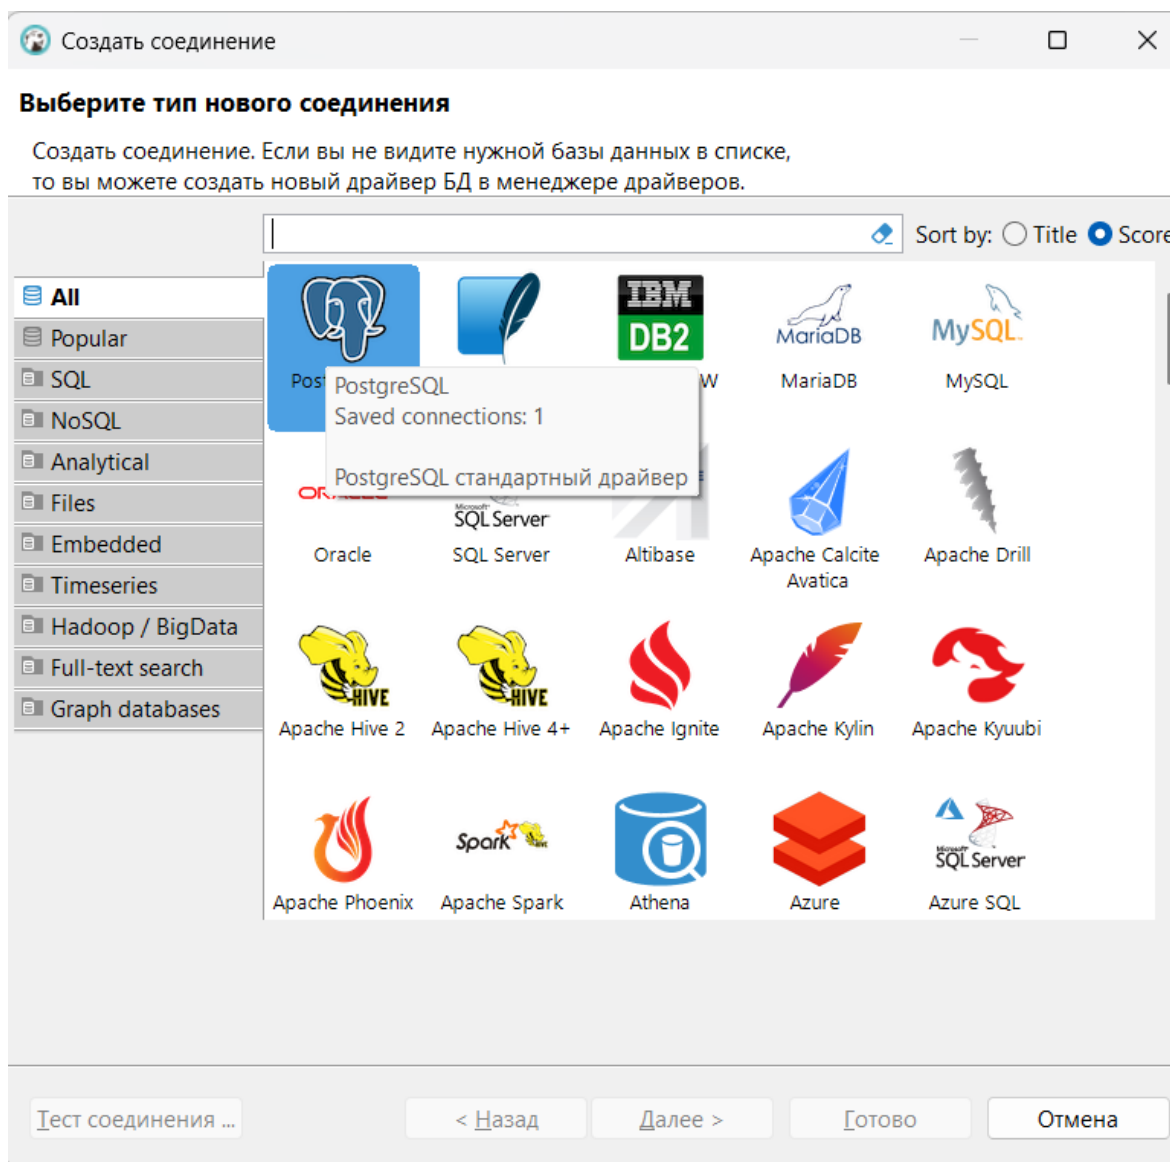 Создать соединение
Выберите тип нового соединения
Создать соединение. Если вы не видите нужной базы данных в списке,
то вы можете создать новый драйвер БД в менеджере драйверов.
Sort by: Title Score
All
Popular
SQL
NoSQL
Analytical
Files
Embedded
Timeseries
Hadoop / BigData
Full-text search
Graph databases
IBM
DB2
MariaDB
MySQL
Pos
W
MariaDB
MySQL
PostgreSQL
Saved connections: 1
PostgreSQL стандартный драйвер
Microsoft
SQL Server
Oracle
SQL Server
Altibase
Apache Calcite
Avatica
Apache Drill
HIVE
HIVE
Apache Hive 2
Apache Hive 4+
Apache Ignite
Apache Kylin
Apache Kyuubi
Spark
Microsoft
SQL Server
Apache Phoenix
Apache Spark
Athena
Azure
Azure SQL
Тест соединения ...
< Назад
Далее >
Готово
Отмена